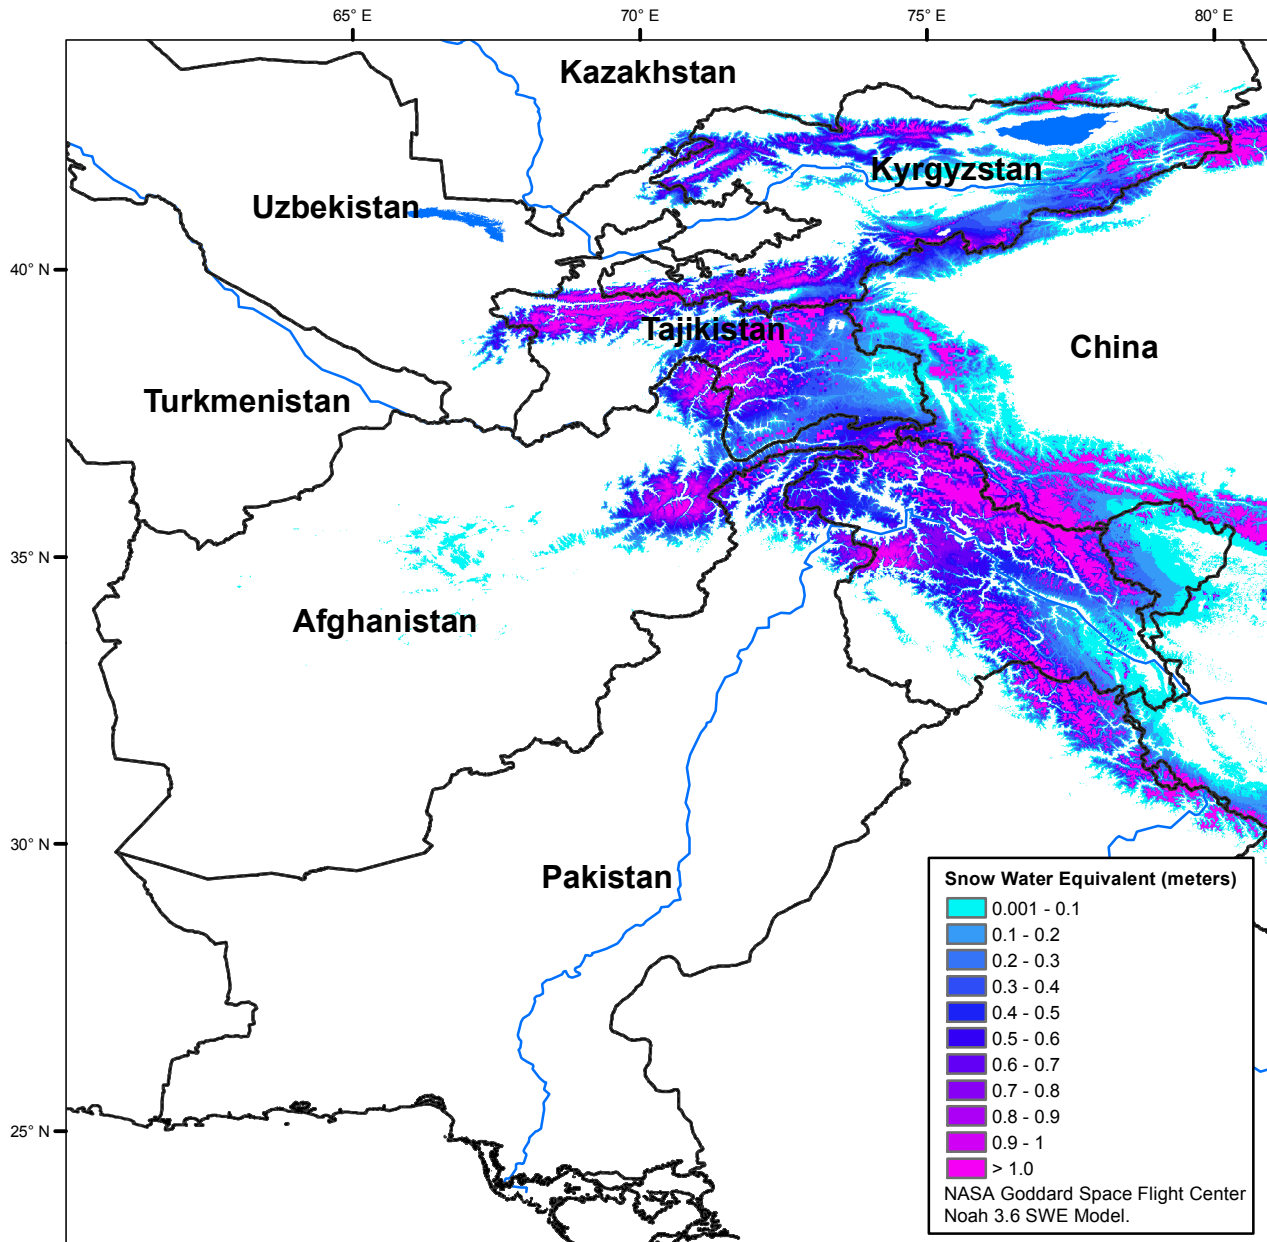 65° E
70° E
75° E
80° E
Kazakhstan
Kyrgyzstan
Uzbekistan
40° N
Tajikistan
China
Turkmenistan
35° N
Afghanistan
30° N
Pakistan
25° N
Snow Water Equivalent (meters)
0.001 - 0.1
0.1 - 0.2
0.2 - 0.3
0.3 - 0.4
0.4 - 0.5
0.5 - 0.6
0.6 - 0.7
0.7 - 0.8
0.8 - 0.9
0.9 - 1
> 1.0
NASA Goddard Space Flight Center
Noah 3.6 SWE Model.